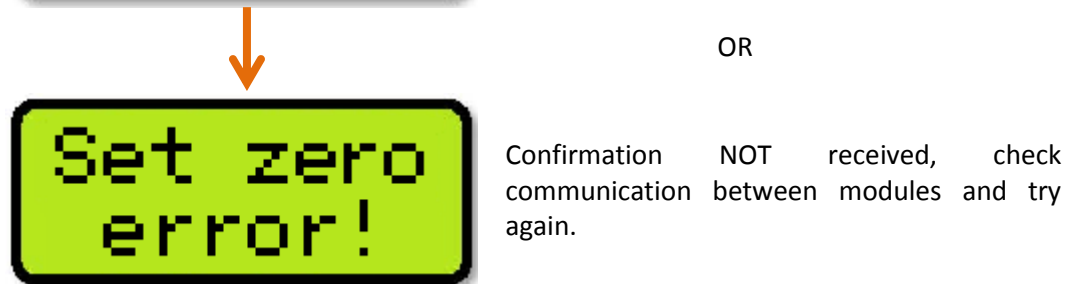 OR
Set zero
error!
Confirmation NOT received, check
communication between modules and try
again.